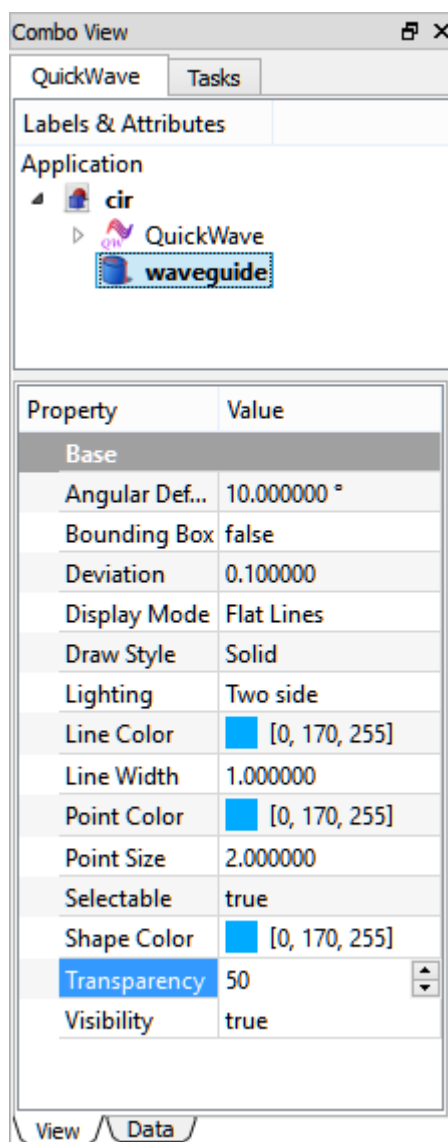 Combo View
QuickWave Tasks
Labels & Attributes
Application
cir
QW QuickWave
waveguide
Property Value
Base
Angular Def... 10.000000 °
Bounding Box false
Deviation 0.100000
Display Mode Flat Lines
Draw Style Solid
Lighting Two side
Line Color [0, 170, 255]
Line Width 1.000000
Point Color [0, 170, 255]
Point Size 2.000000
Selectable true
Shape Color [0, 170, 255]
Transparency 50
Visibility true
View Data